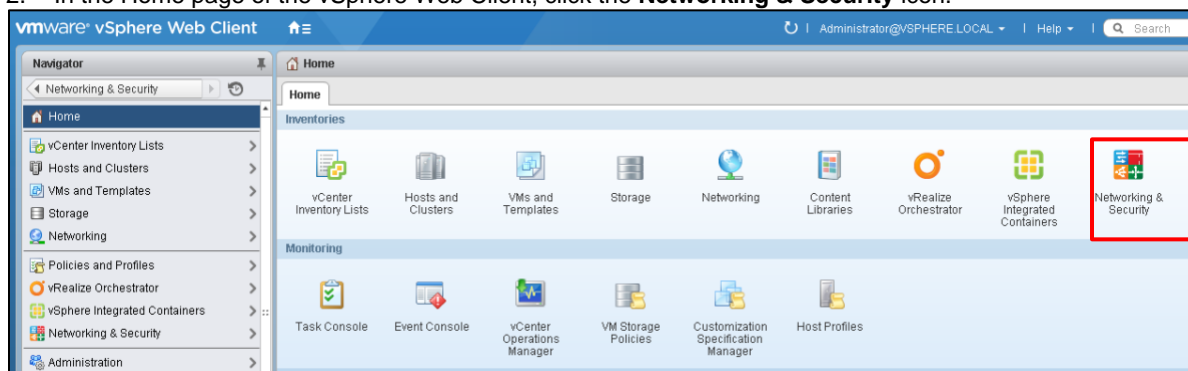 2. In the Home page of the vSphere Web Client, click the Networking & Security icon.
vmware® vSphere Web Client
Administrator@VSPHERE.LOCAL
Help
Search
Navigator
Networking & Security
Home
vCenter Inventory Lists
Hosts and Clusters
VMs and Templates
Storage
Networking
Policies and Profiles
vRealize Orchestrator
vSphere Integrated Containers
Networking & Security
Administration
Home
Home
Inventories
vCenter
Inventory Lists
Hosts and
Clusters
VMs and
Templates
Storage
Networking
Content
Libraries
vRealize
Orchestrator
vSphere
Integrated
Containers
Networking &
Security
Monitoring
Task Console
Event Console
vCenter
Operations
Manager
VM Storage
Policies
Customization
Specification
Manager
Host Profiles